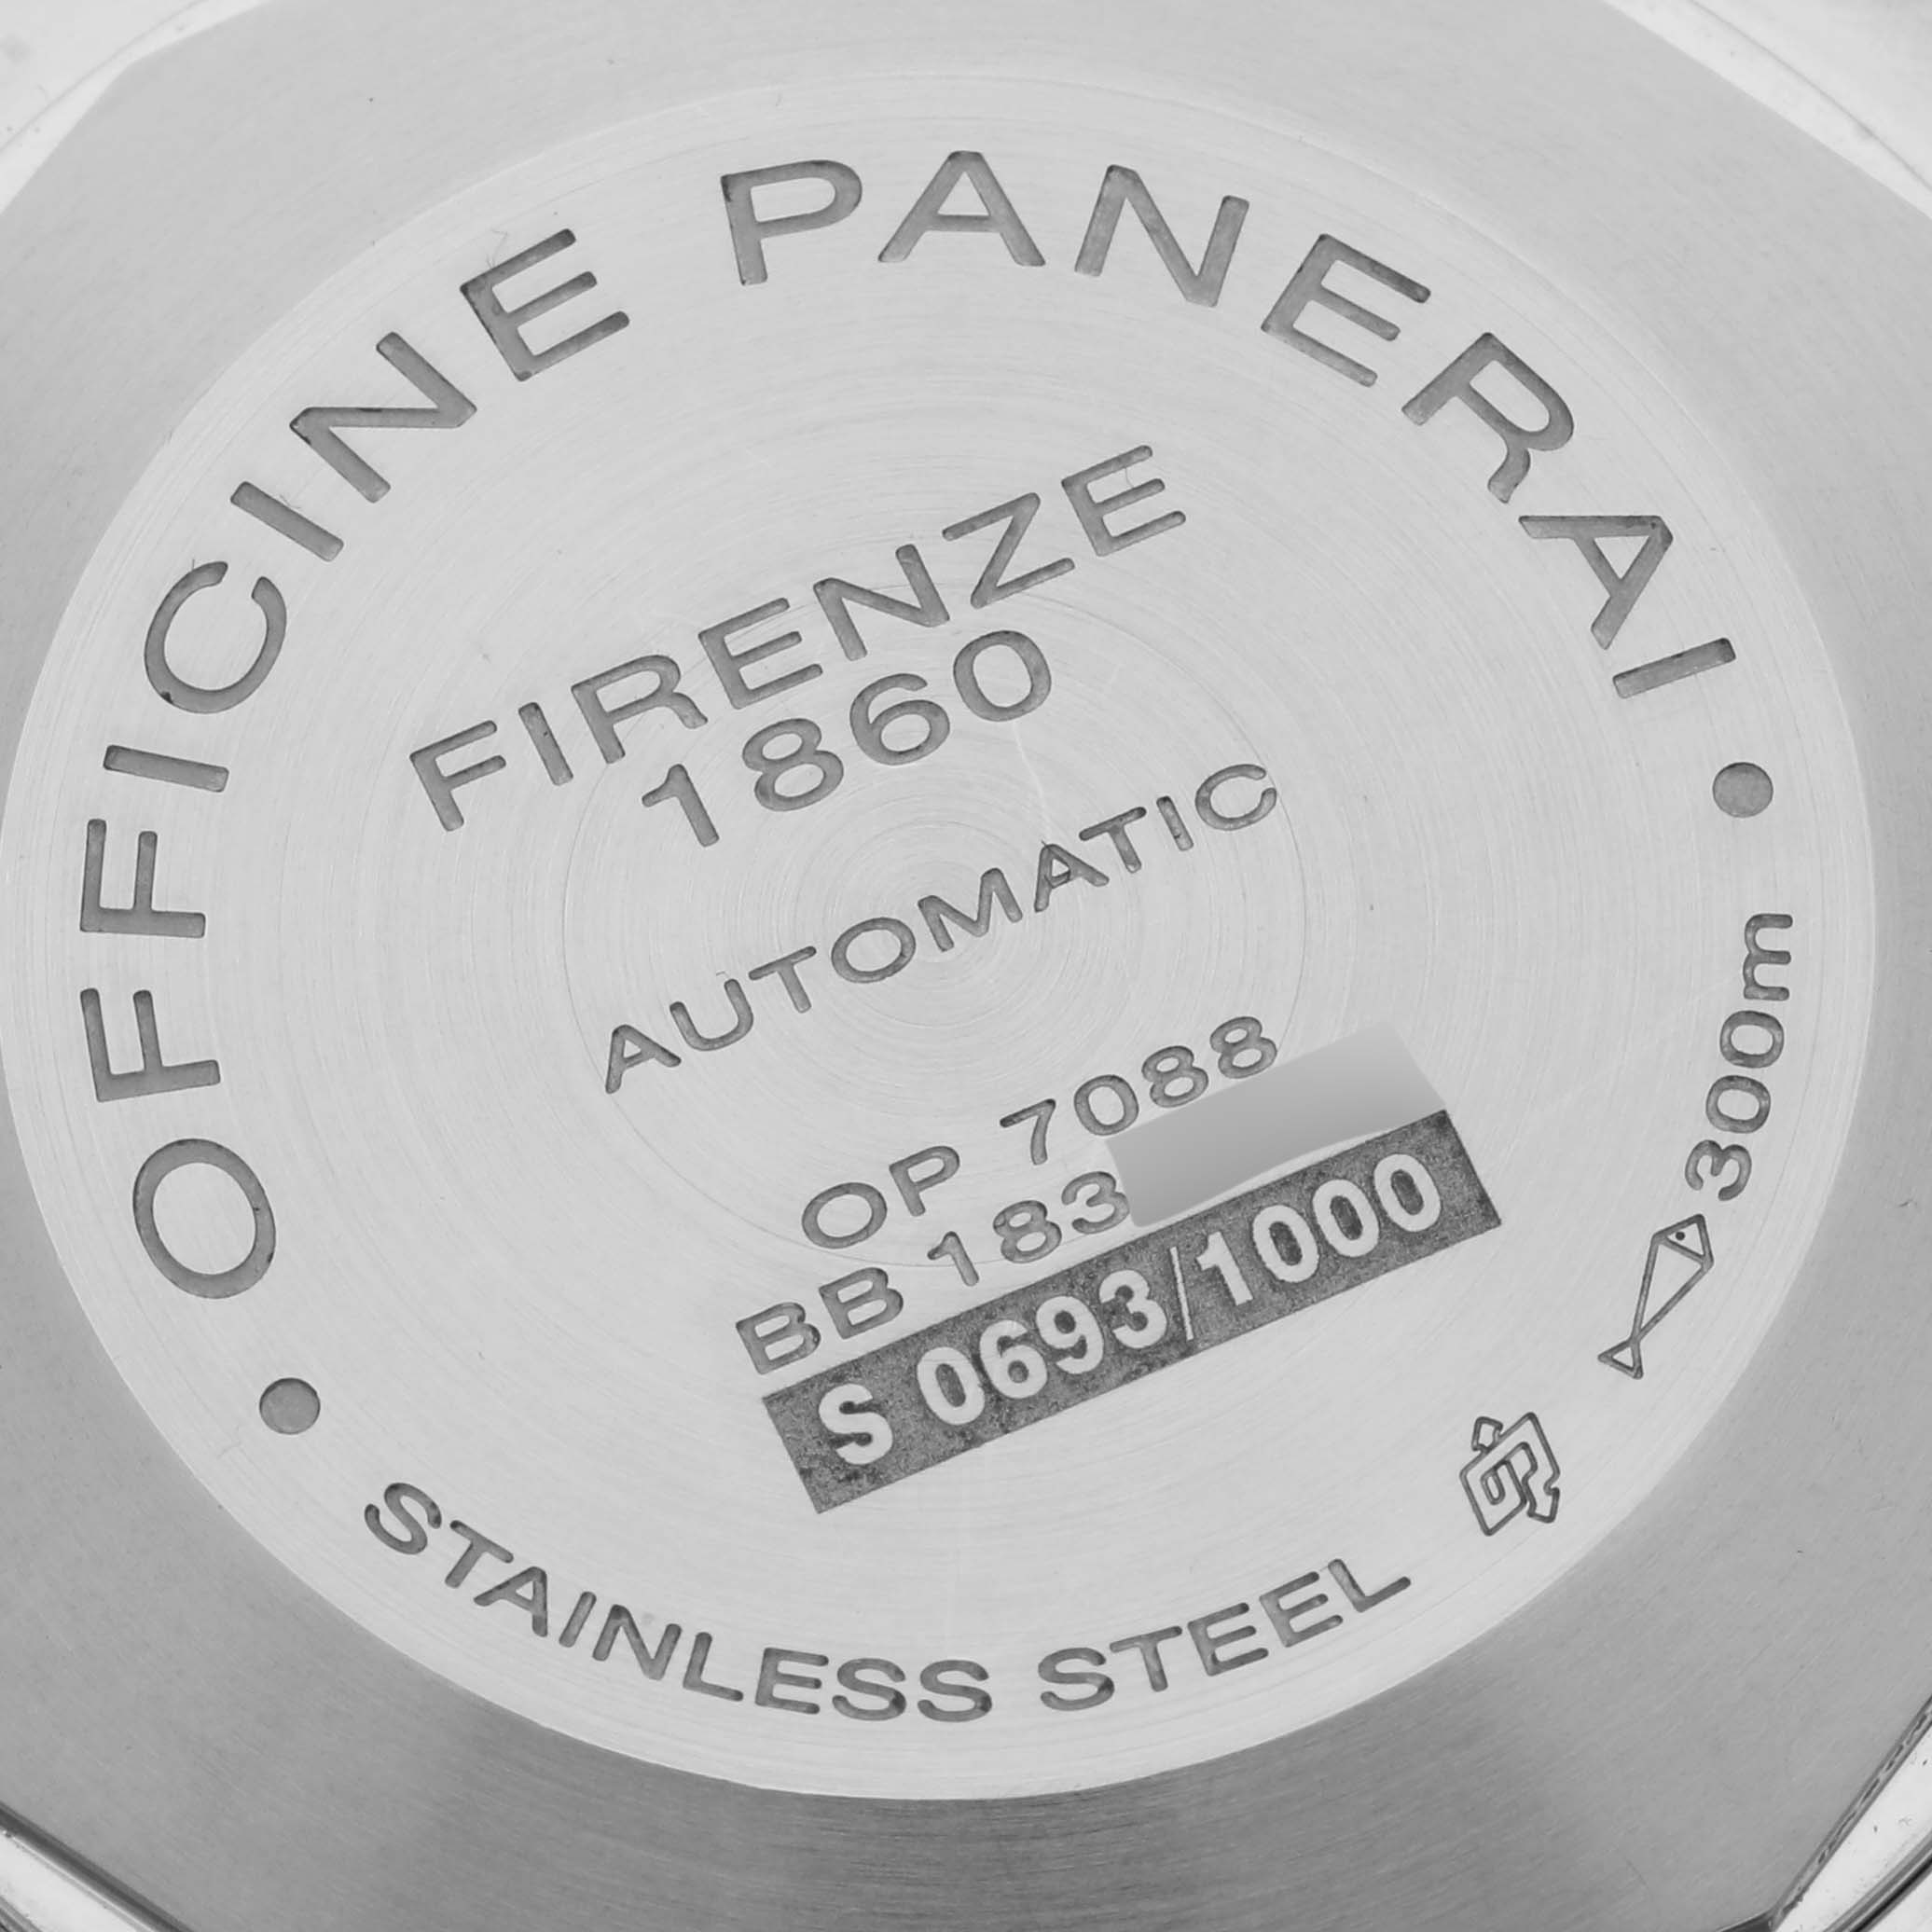 OFFICINE PANERAI
FIRENZE
1860
AUTOMATIC
OP 7088
BB 183
S 0693/1000
300m
STAINLESS STEEL